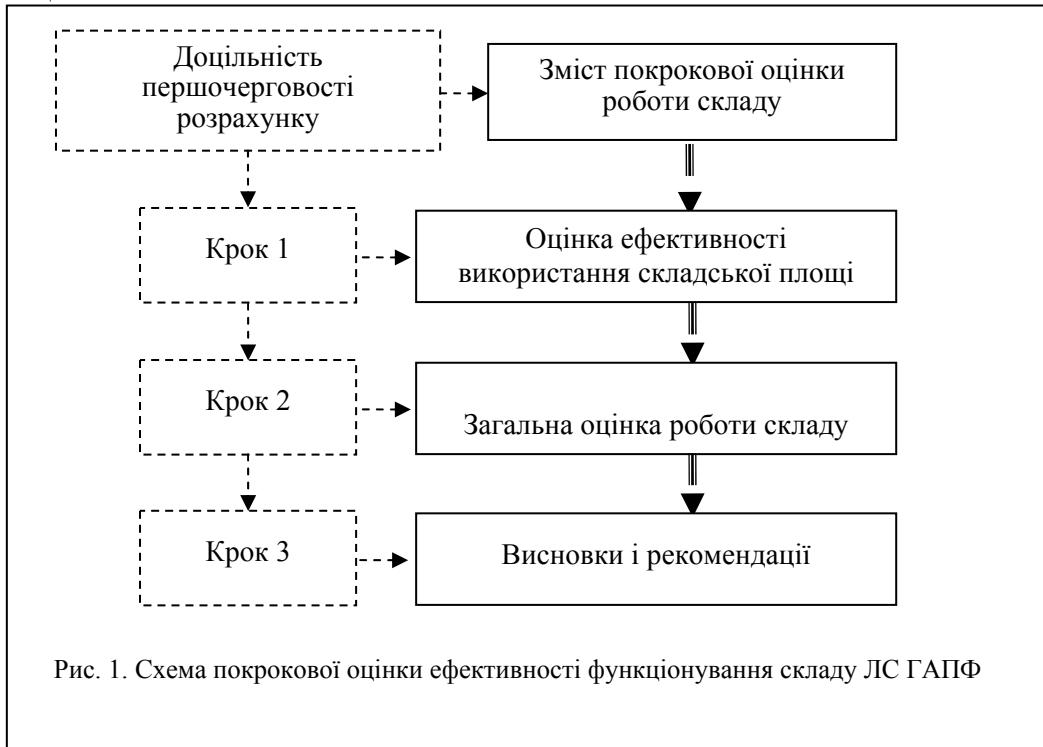 Доцільність
першочерговості
розрахунку
Зміст покрокової оцінки
роботи складу
Крок 1
Оцінка ефективності
використання складської площі
Крок 2
Загальна оцінка роботи складу
Крок 3
Висновки і рекомендації
Рис. 1. Схема покрокової оцінки ефективності функціонування складу ЛС ГАПФ